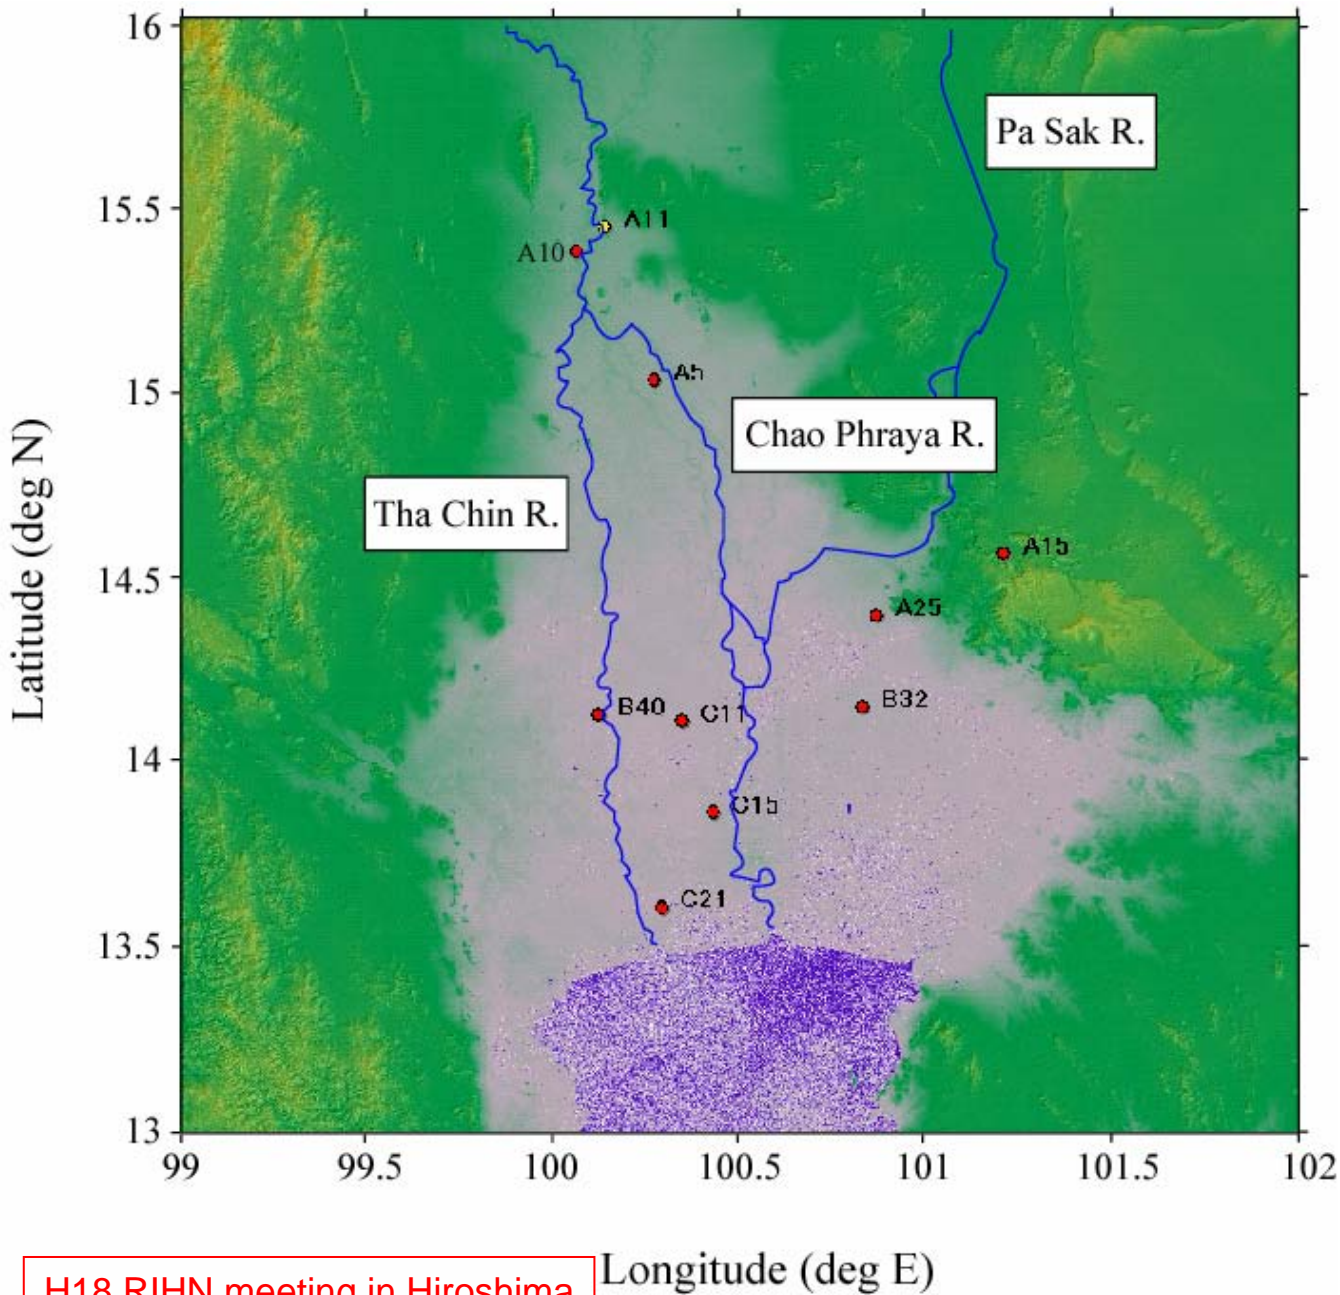 16
Pa Sak R.
15.5
A11
A10
A5
15
Chao Phraya R.
Tha Chin R.
A15
14.5
A25
B32
B40
C11
14
C15
C21
13.5
13
99
99.5
100
100.5
101
101.5
102
Latitude (deg N)
Longitude (deg E)
H18 RIHN meeting in Hiroshima